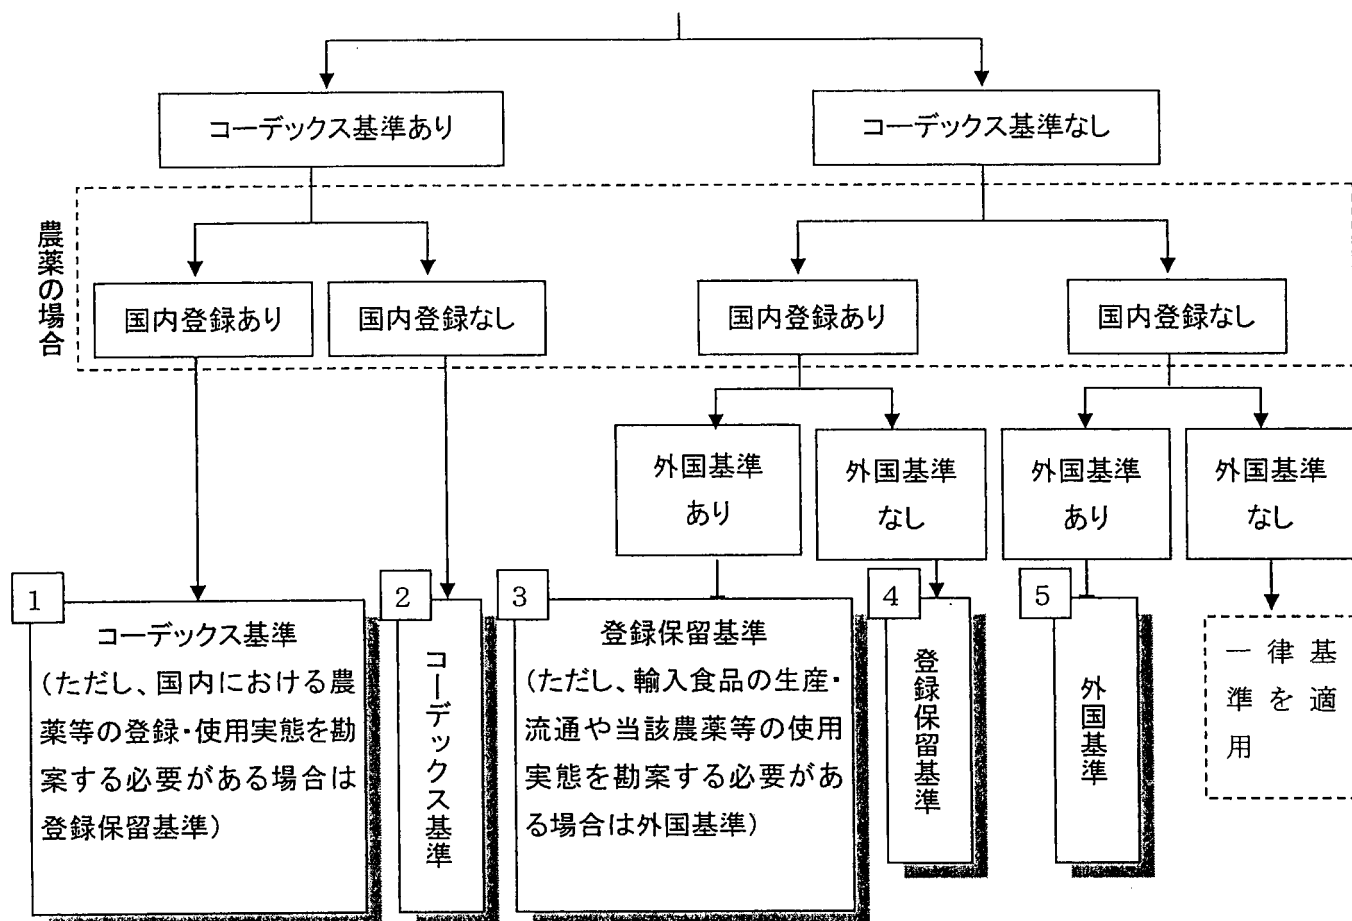 コーデックス基準あり
コーデックス基準なし
農薬の場合
国内登録あり
国内登録なし
国内登録あり
国内登録なし
外国基準
あり
外国基準
なし
外国基準
あり
外国基準
なし
1
コーデックス基準
(ただし、国内における農
薬等の登録・使用実態を勘
案する必要がある場合は
登録保留基準)
2
コーデックス基準
3
登録保留基準
(ただし、輸入食品の生産・
流通や当該農薬等の使用
実態を勘案する必要があ
る場合は外国基準)
4
登録保留基準
5
外国基準
一律基
準を適
用